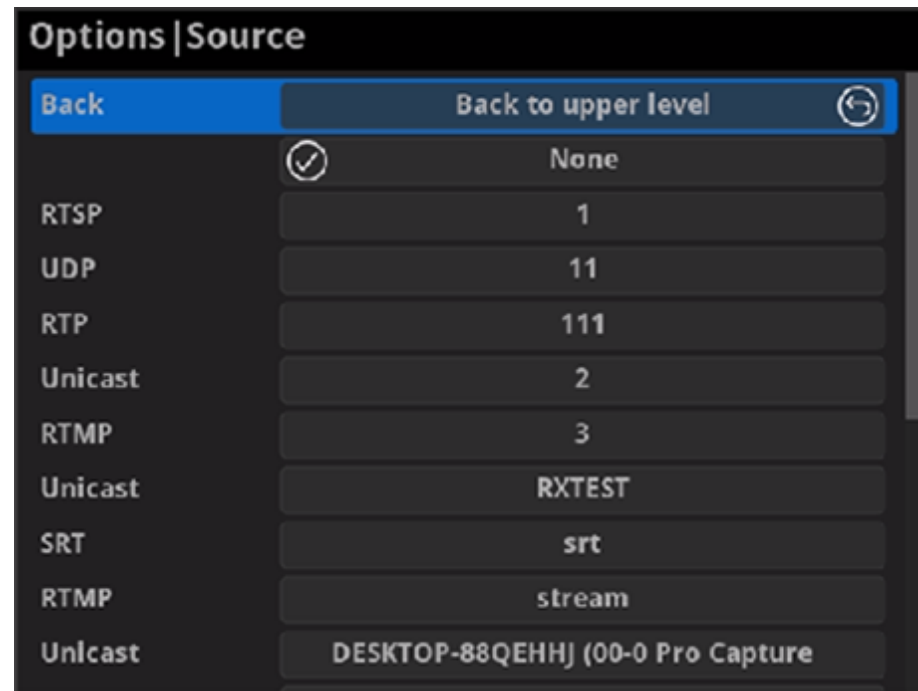 Options|Source
Back Back to upper level
None
RTSP 1
UDP 11
RTP 111
Unicast 2
RTMP 3
Unicast RXTEST
SRT srt
RTMP stream
Unicast DESKTOP-88QEHHJ (00-0 Pro Capture